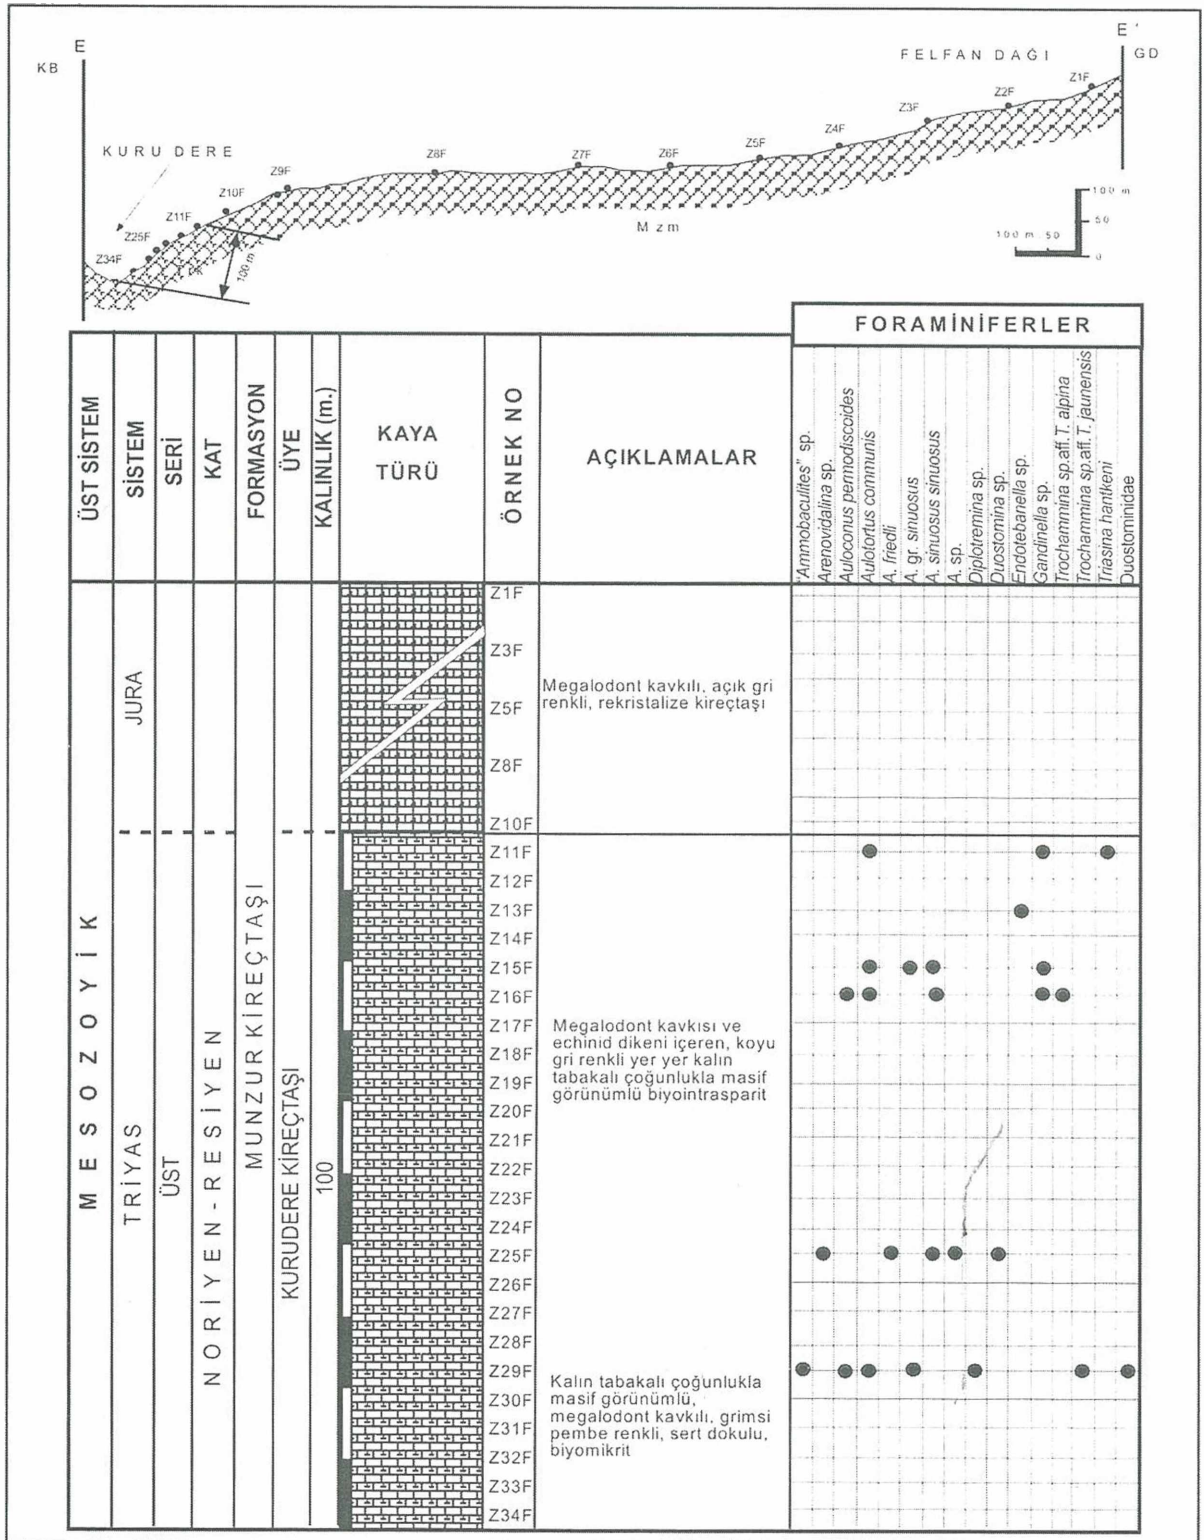 E
E'
KB
GD
FELFAN DAĞI
KURU DERE
Z1F
Z2F
Z3F
Z4F
Z5F
Z6F
Z7F
Z8F
Z9F
Z10F
Z11F
Z25F
Z34F
Mzm
100 m
100 m
50
0
100 m 50
FORAMİNİFERLER
ÜST SİSTEM
SİSTEM
SERİ
KAT
FORMASYON
ÜYE
KALINLIK (m.)
KAYA
TÜRÜ
ÖRNEK NO
AÇIKLAMALAR
"Ammobaculites" sp.
Arenovidalina sp.
Auloconus permodiscoides
Aulotortus communis
A. friedli
A. gr. sinuosus
A. sinuosus sinuosus
A. sp.
Diplotremina sp.
Duostomina sp.
Endotebanella sp.
Gandinella sp.
Trochammina sp.aff.T. alpina
Trochammina sp.aff.T. jaunensis
Triasina hantkeni
Duostominidae
MESOZOYİK
JURA
TRİYAS
ÜST
NORİYEN-RESİYEN
MUNZUR KİREÇTAŞI
KURUDERE KİREÇTAŞI
100
Z1F
Z3F
Z5F
Z8F
Z10F
Z11F
Z12F
Z13F
Z14F
Z15F
Z16F
Z17F
Z18F
Z19F
Z20F
Z21F
Z22F
Z23F
Z24F
Z25F
Z26F
Z27F
Z28F
Z29F
Z30F
Z31F
Z32F
Z33F
Z34F
Megalodont kavkılı, açık gri
renkli, rekristalize kireçtaşı
Megalodont kavkısı ve
echinid dikeni içeren, koyu
gri renkli yer yer kalın
tabakalı çoğunlukla masif
görünümlü biyointrasparit
Kalın tabakalı çoğunlukla
masif görünümlü,
megalodont kavkılı, grimsi
pembe renkli, sert dokulu,
biyomikrit